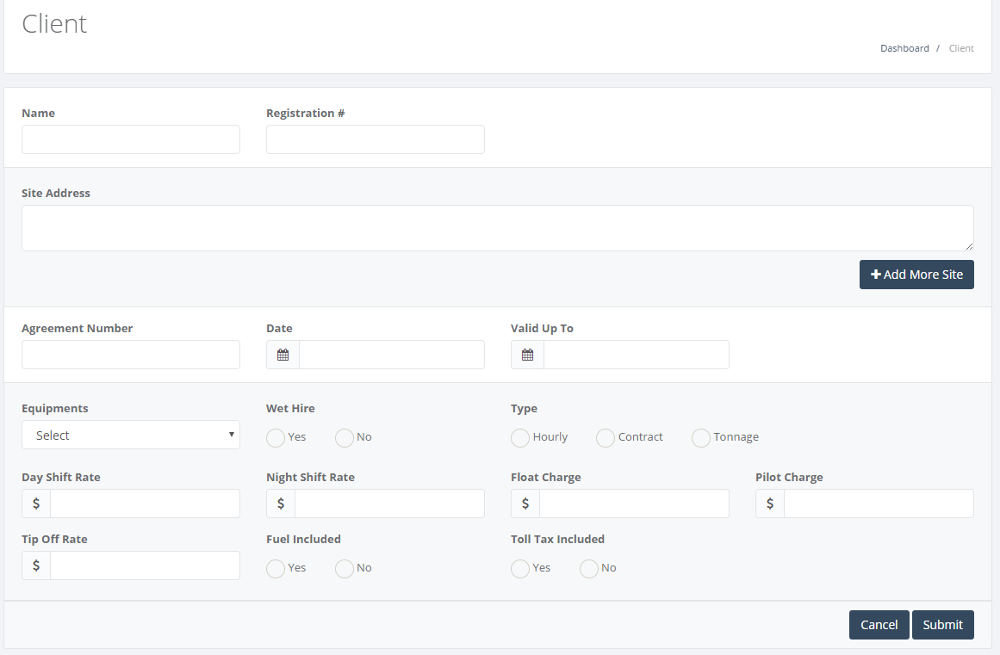 Client
Dashboard / Client
Name Registration #
Site Address
Add More Site
Agreement Number Date Valid Up To
Equipments Wet Hire Type
Select Yes No Hourly Contract Tonnage
Day Shift Rate Night Shift Rate Float Charge Pilot Charge
$ $ $ $
Tip Off Rate Fuel Included Toll Tax Included
$ Yes No Yes No
Cancel Submit